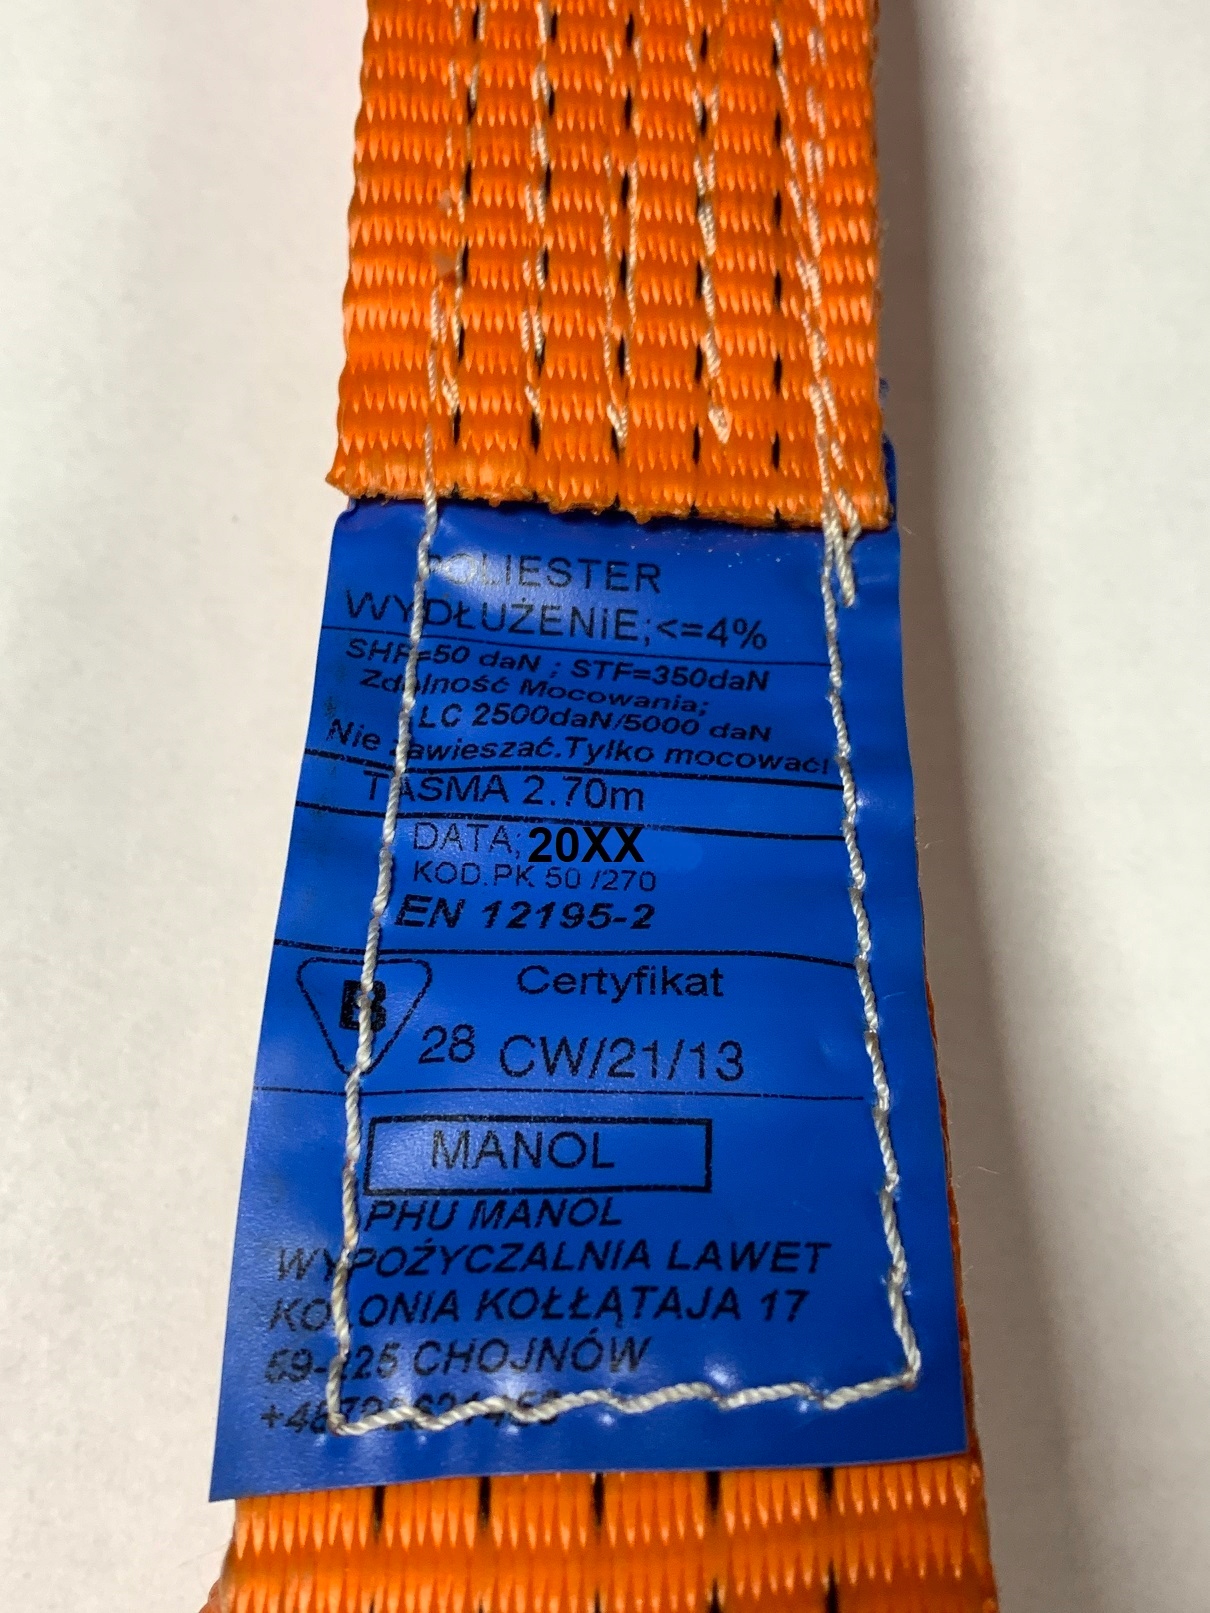 POLIESTER
WYDŁUŻENIE;<=4%
SHF=50 daN ; STF=350daN
Zdolność Mocowania;
LC 2500daN/5000 daN
Nie zawieszać.Tylko mocować!
TASMA 2.70m
DATA; 20XX
KOD.PK 50 /270
EN 12195-2
B
Certyfikat
28 CW/21/13
MANOL
PHU MANOL
WYPOŻYCZALNIA LAWET
KOLONIA KOŁŁĄTAJA 17
59-225 CHOJNÓW